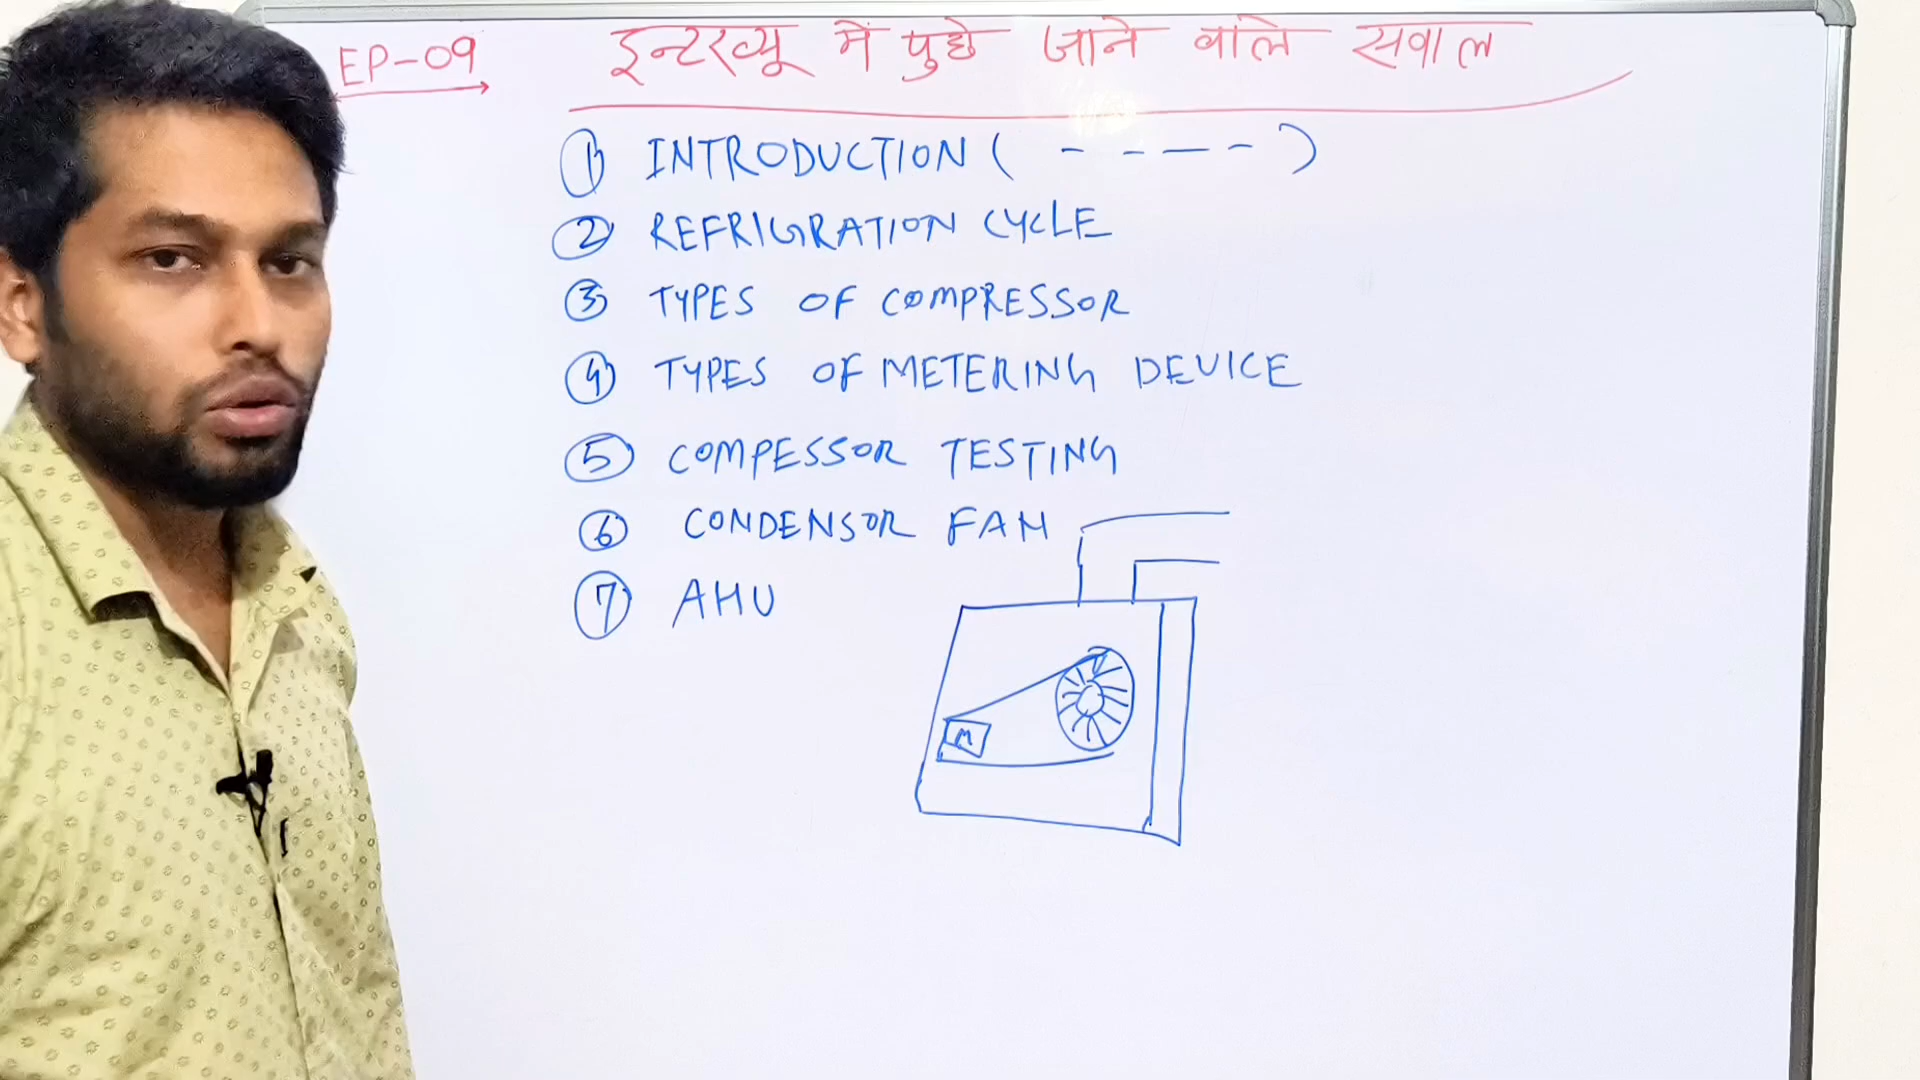 EP-09
इन्टरव्यू में पुछे जाने वाले सवाल
① INTRODUCTION ( - - — - )
② REFRIGRATION CYCLE
③ TYPES OF COMPRESSOR
④ TYPES OF METERING DEVICE
⑤ COMPESSOR TESTING
⑥ CONDENSOR FAN
⑦ AHU
M